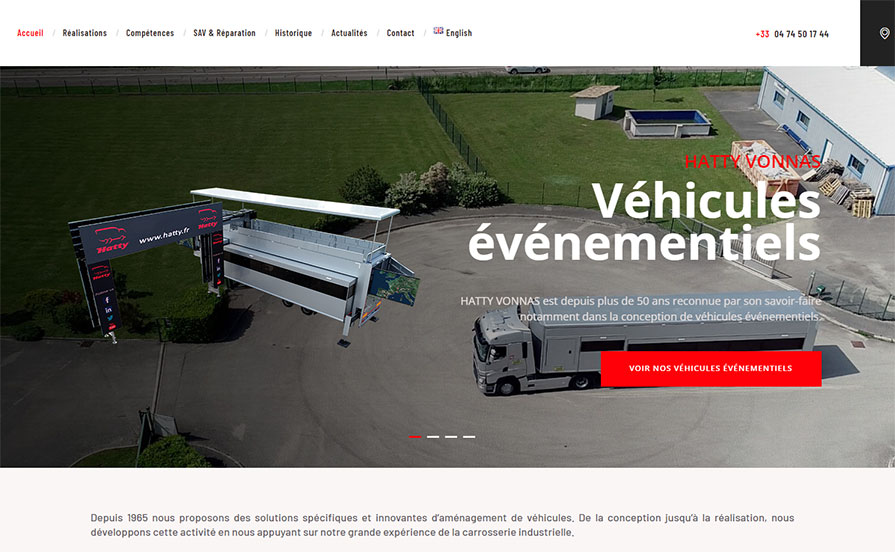 Accueil / Réalisations / Compétences / SAV & Réparation / Historique / Actualités / Contact / English
+33 04 74 50 17 44
HATTY VONNAS
Véhicules
événementiels
Hatty
www.hatty.fr
Hatty
Hatty
HATTY VONNAS est depuis plus de 50 ans reconnue par son savoir-faire
notamment dans la conception de véhicules événementiels.
VOIR NOS VÉHICULES ÉVÉNEMENTIELS
Depuis 1965 nous proposons des solutions spécifiques et innovantes d'aménagement de véhicules. De la conception jusqu'à la réalisation, nous
développons cette activité en nous appuyant sur notre grande expérience de la carrosserie industrielle.